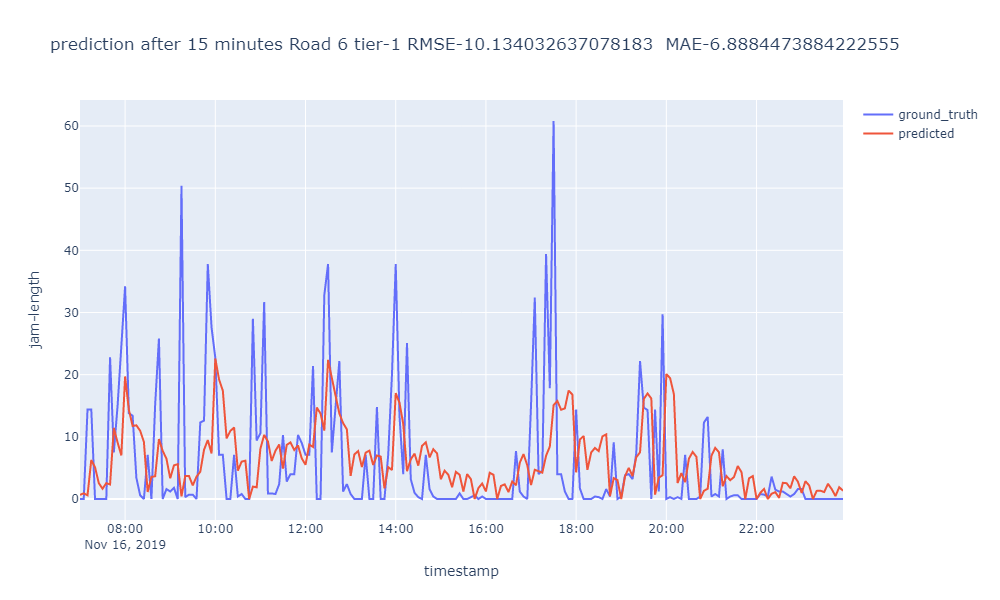 prediction after 15 minutes Road 6 tier-1 RMSE-10.134032637078183  MAE-6.8884473884222555
ground_truth
predicted
60
50
40
30
20
10
0
jam-length
08:00 10:00 12:00 14:00 16:00 18:00 20:00 22:00
Nov 16, 2019
timestamp